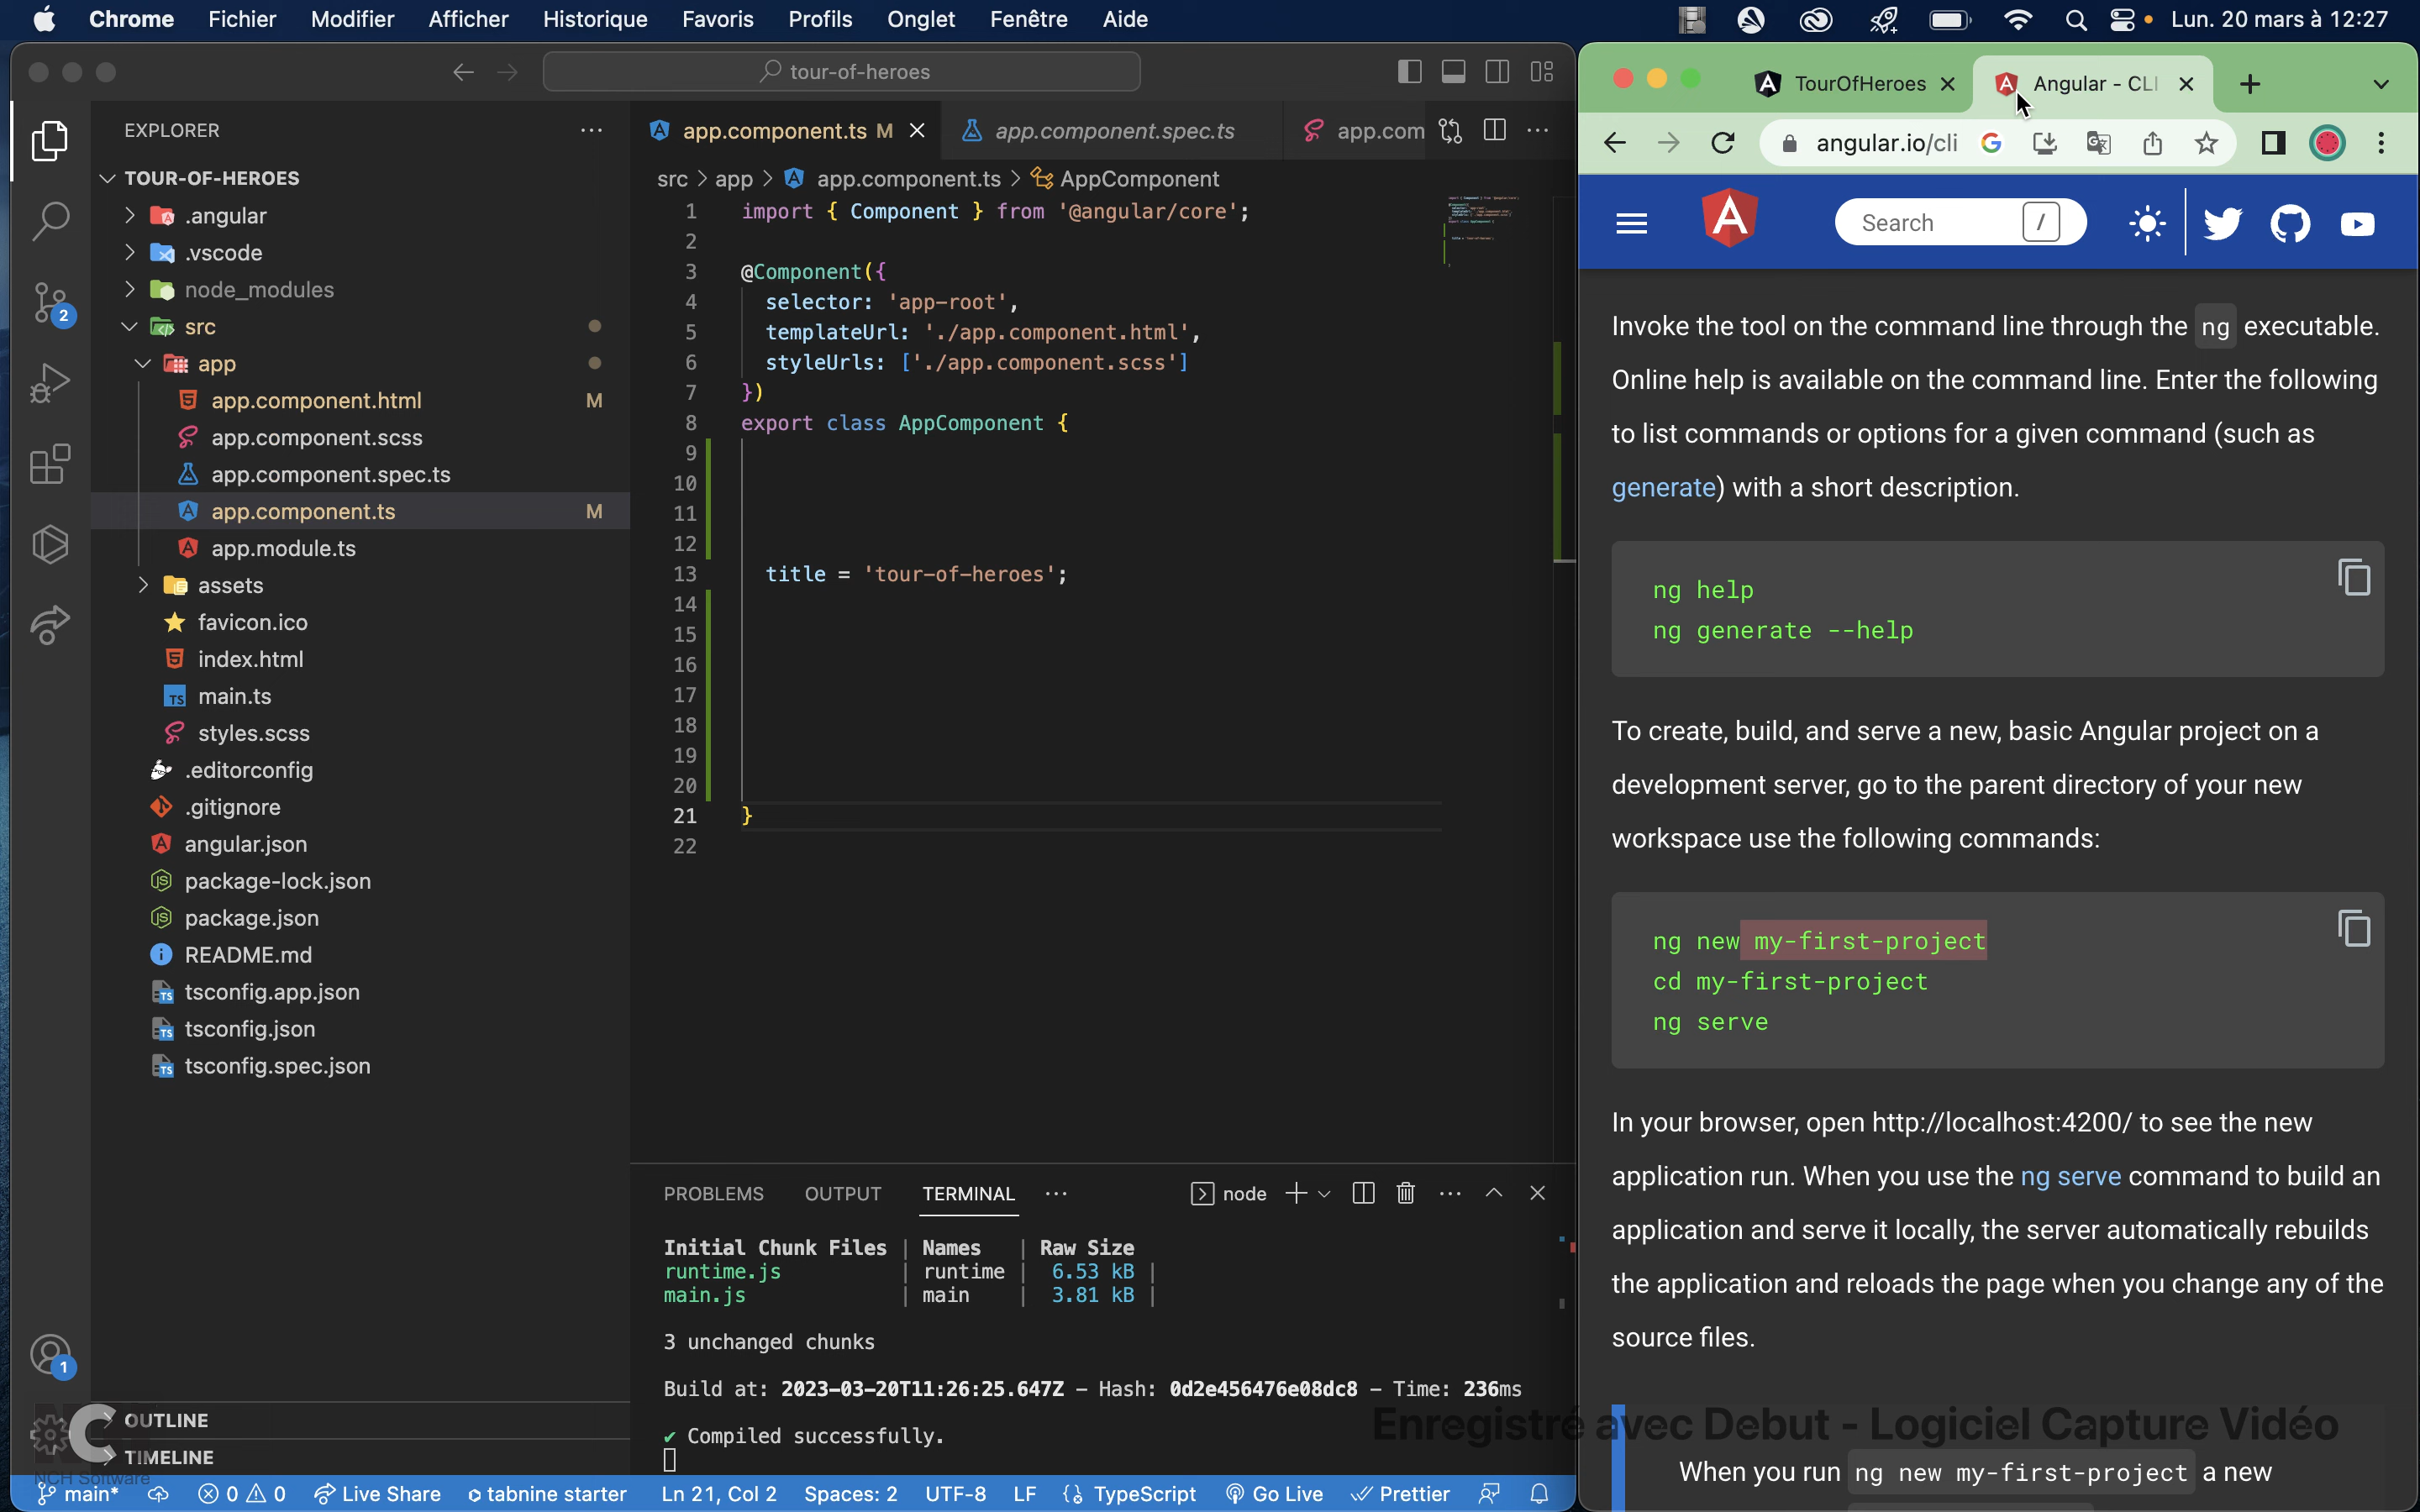 Chrome Fichier Modifier Afficher Historique Favoris Profils Onglet Fenêtre Aide Lun. 20 mars à 12:27
tour-of-heroes
EXPLORER
TOUR-OF-HEROES
.angular
.vscode
node_modules
src
app
app.component.html M
app.component.scss
app.component.spec.ts
app.component.ts M
app.module.ts
assets
favicon.ico
index.html
main.ts
styles.scss
.editorconfig
.gitignore
angular.json
package-lock.json
package.json
README.md
tsconfig.app.json
tsconfig.json
tsconfig.spec.json
OUTLINE
TIMELINE
NCH Software
2
1
app.component.ts M app.component.spec.ts app.com
src > app > app.component.ts > AppComponent
1 import { Component } from '@angular/core';
2
3 @Component({
4 selector: 'app-root',
5 templateUrl: './app.component.html',
6 styleUrls: ['./app.component.scss']
7 })
8 export class AppComponent {
9
10
11
12
13 title = 'tour-of-heroes';
14
15
16
17
18
19
20
21 }
22
PROBLEMS OUTPUT TERMINAL node
Initial Chunk Files | Names | Raw Size
runtime.js | runtime | 6.53 kB |
main.js | main | 3.81 kB |
3 unchanged chunks
Build at: 2023-03-20T11:26:25.647Z - Hash: 0d2e456476e08dc8 - Time: 236ms
✔ Compiled successfully.
main* 0 0 Live Share tabnine starter Ln 21, Col 2 Spaces: 2 UTF-8 LF TypeScript Go Live Prettier
TourOfHeroes Angular - CLI
angular.io/cli
Search /
Invoke the tool on the command line through the ng executable.
Online help is available on the command line. Enter the following
to list commands or options for a given command (such as
generate) with a short description.
ng help
ng generate --help
To create, build, and serve a new, basic Angular project on a
development server, go to the parent directory of your new
workspace use the following commands:
ng new my-first-project
cd my-first-project
ng serve
In your browser, open http://localhost:4200/ to see the new
application run. When you use the ng serve command to build an
application and serve it locally, the server automatically rebuilds
the application and reloads the page when you change any of the
source files.
Enregistré avec Debut - Logiciel Capture Vidéo
When you run ng new my-first-project a new